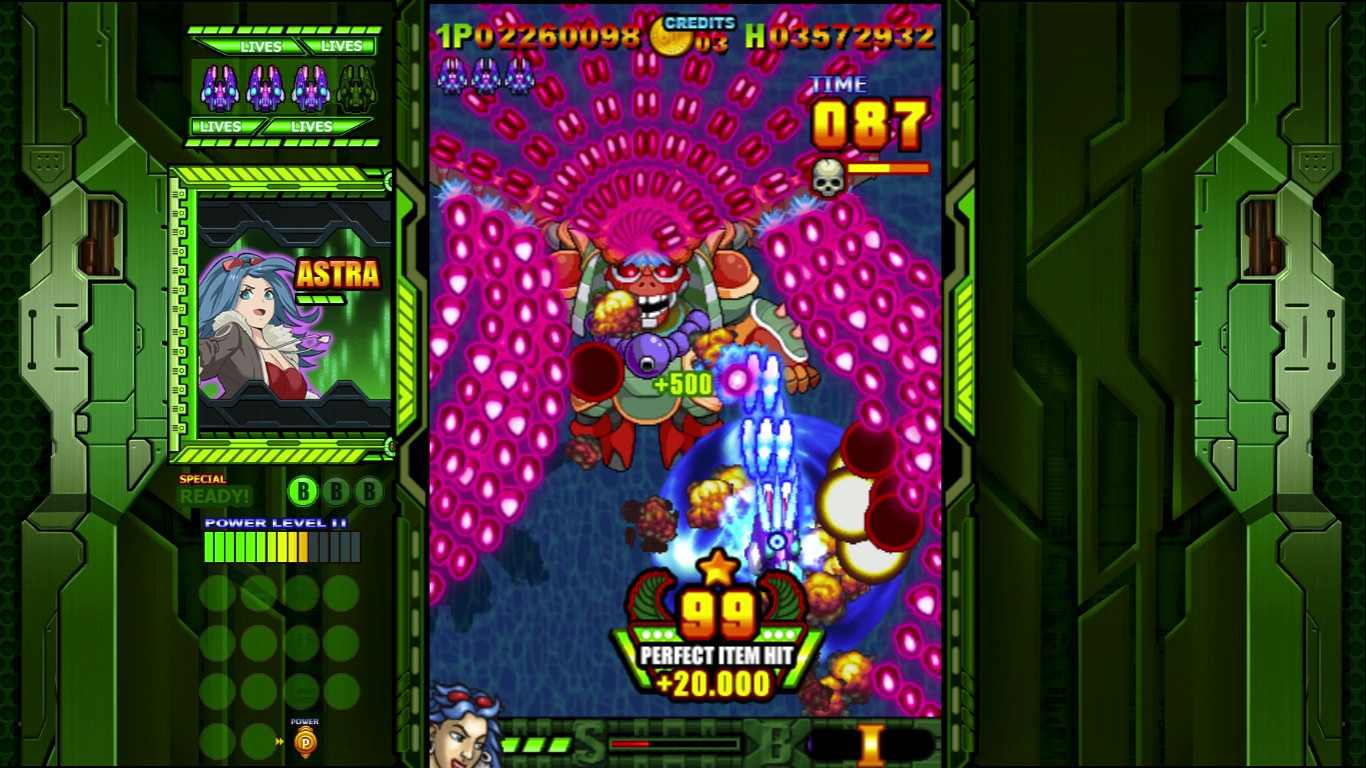 LIVES LIVES
LIVES LIVES
ASTRA
SPECIAL
READY!
B B B
POWER LEVEL 11
POWER
P
1P02260098
CREDITS
03
H03572932
TIME
087
+500
99
PERFECT ITEM HIT
+20.000
S
B
I